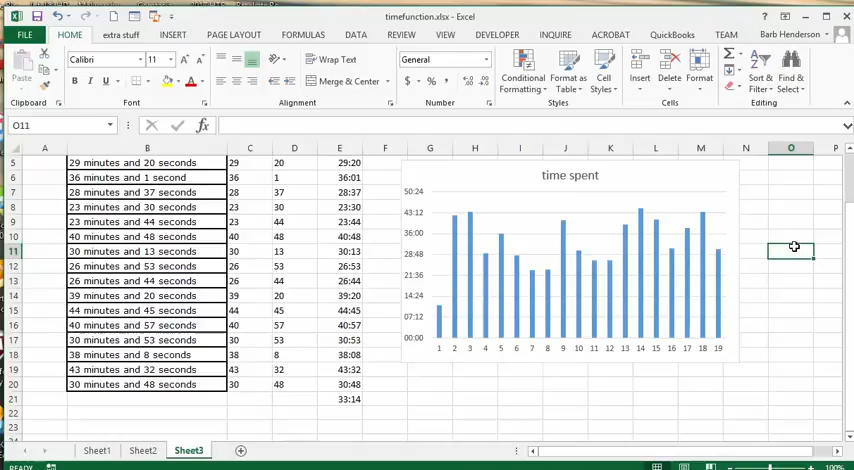 timefunction.xlsx - Excel
FILE HOME extra stuff INSERT PAGE LAYOUT FORMULAS DATA REVIEW VIEW DEVELOPER INQUIRE ACROBAT QuickBooks TEAM Barb Henderson
Paste Calibri 11 Wrap Text General Conditional Formatting Format as Table Cell Styles Insert Delete Format Sort & Filter Find & Select
B I U Merge & Center $ % ,
Clipboard Font Alignment Number Styles Cells Editing
O11 fx
A B C D E F G H I J K L M N O P
5 29 minutes and 20 seconds 29 20 29:20
6 36 minutes and 1 second 36 1 36:01
7 28 minutes and 37 seconds 28 37 28:37
8 23 minutes and 30 seconds 23 30 23:30
9 23 minutes and 44 seconds 23 44 23:44
10 40 minutes and 48 seconds 40 48 40:48
11 30 minutes and 13 seconds 30 13 30:13
12 26 minutes and 53 seconds 26 53 26:53
13 26 minutes and 44 seconds 26 44 26:44
14 39 minutes and 20 seconds 39 20 39:20
15 44 minutes and 45 seconds 44 45 44:45
16 40 minutes and 57 seconds 40 57 40:57
17 30 minutes and 53 seconds 30 53 30:53
18 38 minutes and 8 seconds 38 8 38:08
19 43 minutes and 32 seconds 43 32 43:32
20 30 minutes and 48 seconds 30 48 30:48
21 33:14
22
23
time spent
50:24
43:12
36:00
28:48
21:36
14:24
07:12
00:00
1 2 3 4 5 6 7 8 9 10 11 12 13 14 15 16 17 18 19
Sheet1 Sheet2 Sheet3
READY 100%